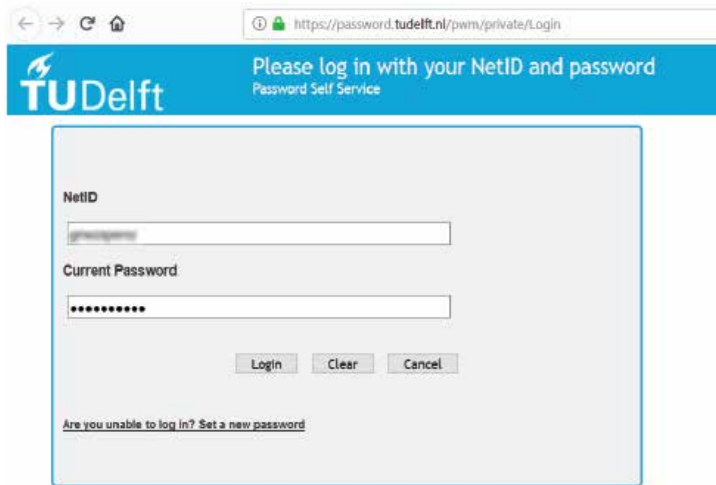 https://password.tudelft.nl/pwm/private/Login
TUDelft
Please log in with your NetID and password
Password Self Service
NetID
Current Password
••••••••••
Login Clear Cancel
Are you unable to log in? Set a new password